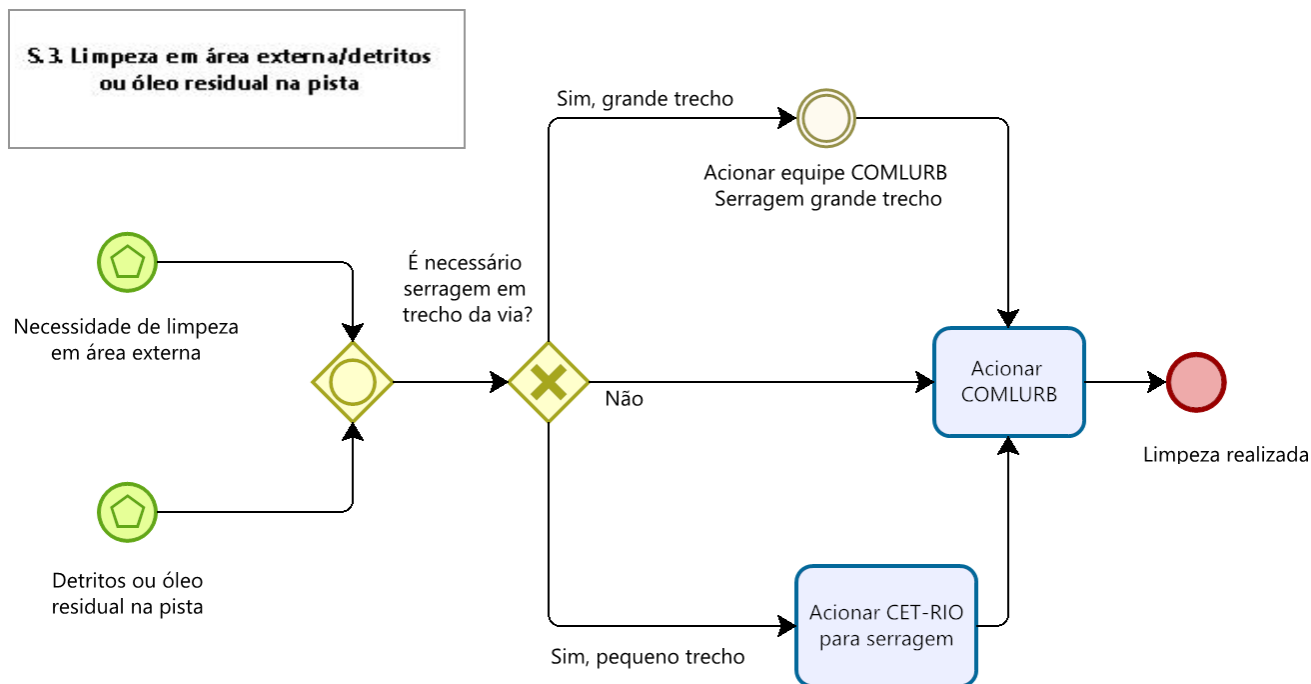 S. 3. Limpeza em área externa/detritos
ou óleo residual na pista
Sim, grande trecho
Acionar equipe COMLURB
Serragem grande trecho
É necessário
serragem em
trecho da via?
Necessidade de limpeza
em área externa
Acionar
COMLURB
Não
Limpeza realizada
Detritos ou óleo
residual na pista
Acionar CET-RIO
para serragem
Sim, pequeno trecho